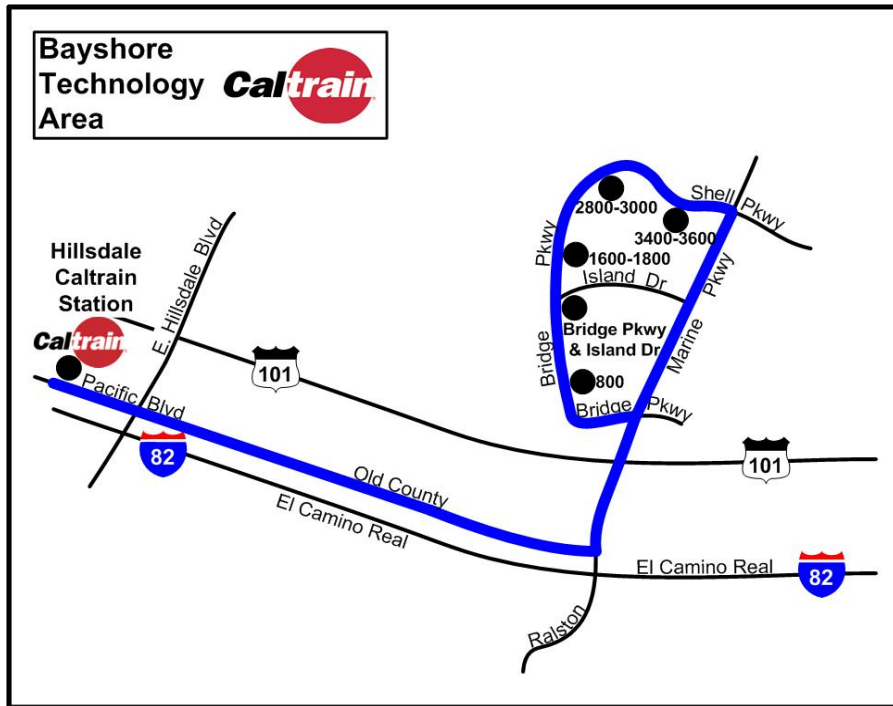 Bayshore
Technology
Area
Caltrain
Shell Pkwy
2800-3000
3400-3600
E. Hillsdale Blvd
Pkwy
1600-1800
Island Dr
Pkwy
Hillsdale
Caltrain
Station
Caltrain
Bridge Pkwy
& Island Dr
Marine
Bridge
101
800
Pacific Blvd
Bridge Pkwy
82
101
Old County
El Camino Real
El Camino Real
82
Ralston